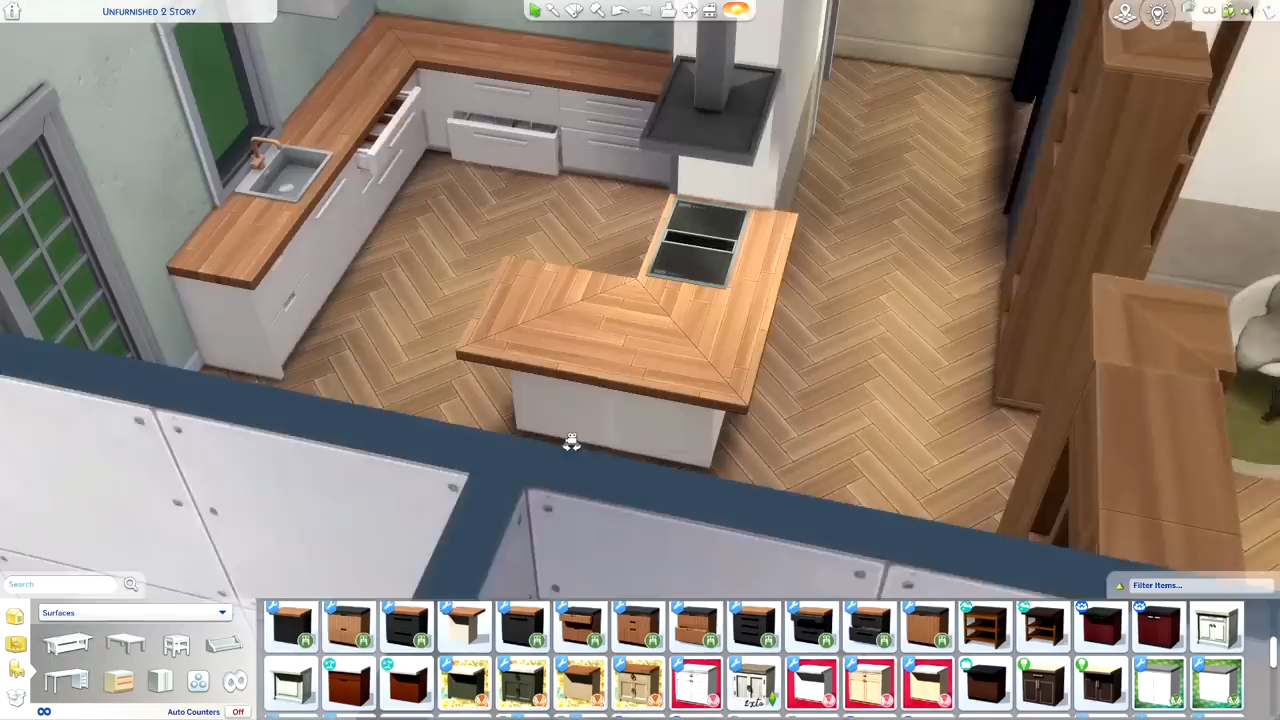 UNFURNISHED 2 STORY
Search
Filter Items...
Surfaces
Auto Counters
Off